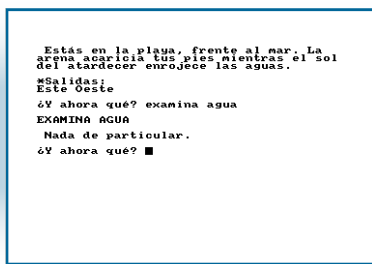 Estás en la playa, frente al mar. La
arena acaricia tus pies mientras el sol
del atardecer enrojece las aguas.
*Salidas:
Este Oeste
¿Y ahora qué? examina agua
EXAMINA AGUA
Nada de particular.
¿Y ahora qué?